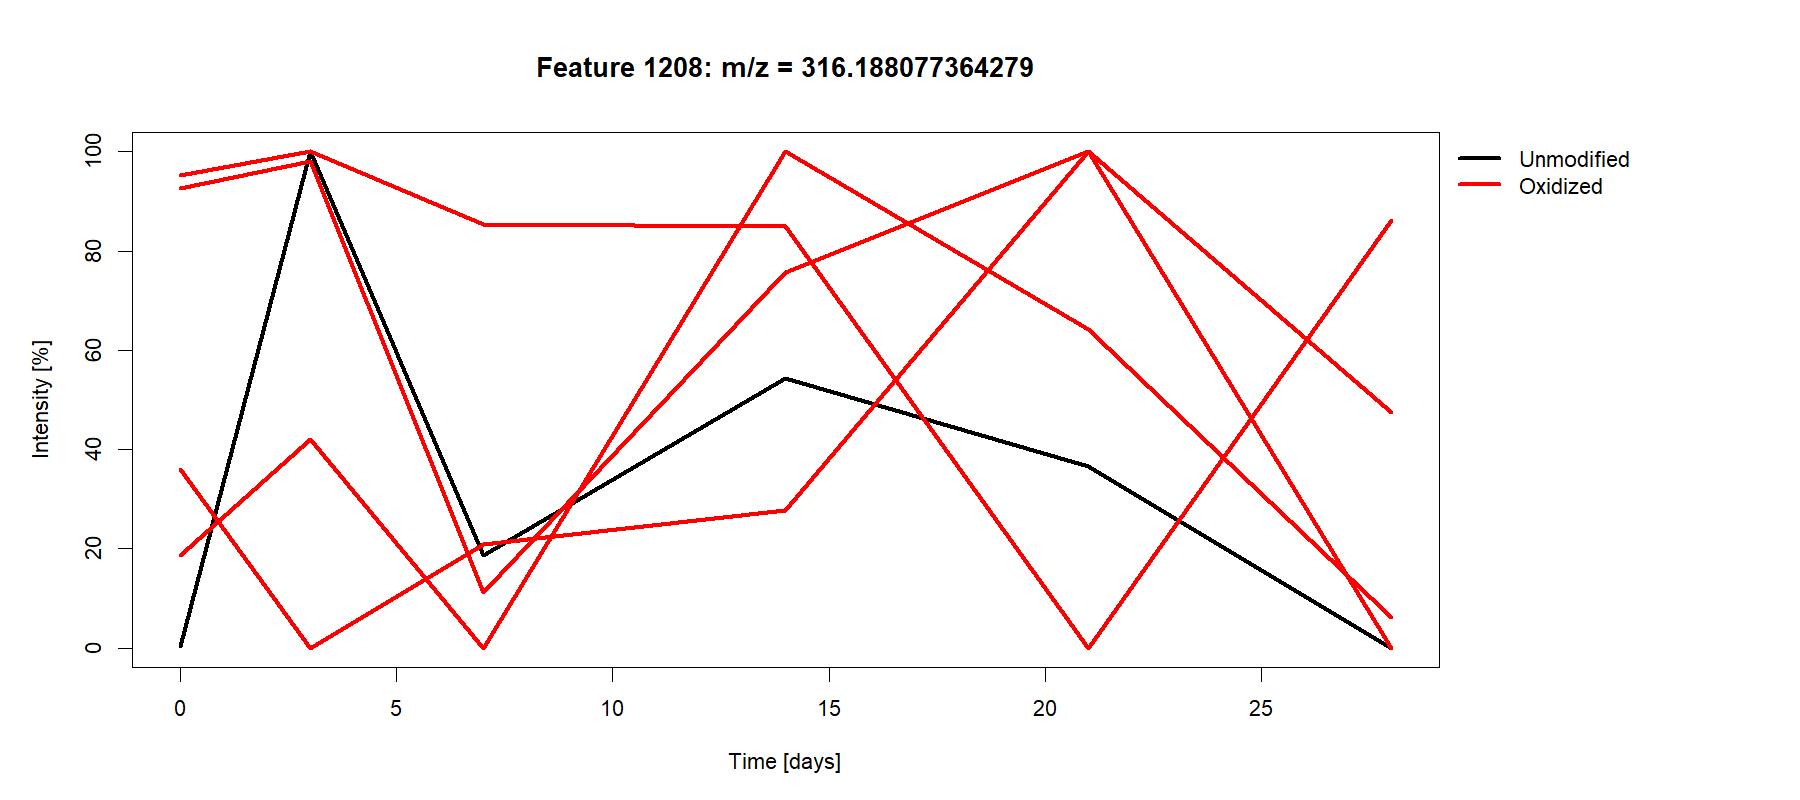 Feature 1208: m/z = 316.188077364279
Unmodified
Oxidized
Intensity [%]
100
80
60
40
20
0
0 5 10 15 20 25
Time [days]